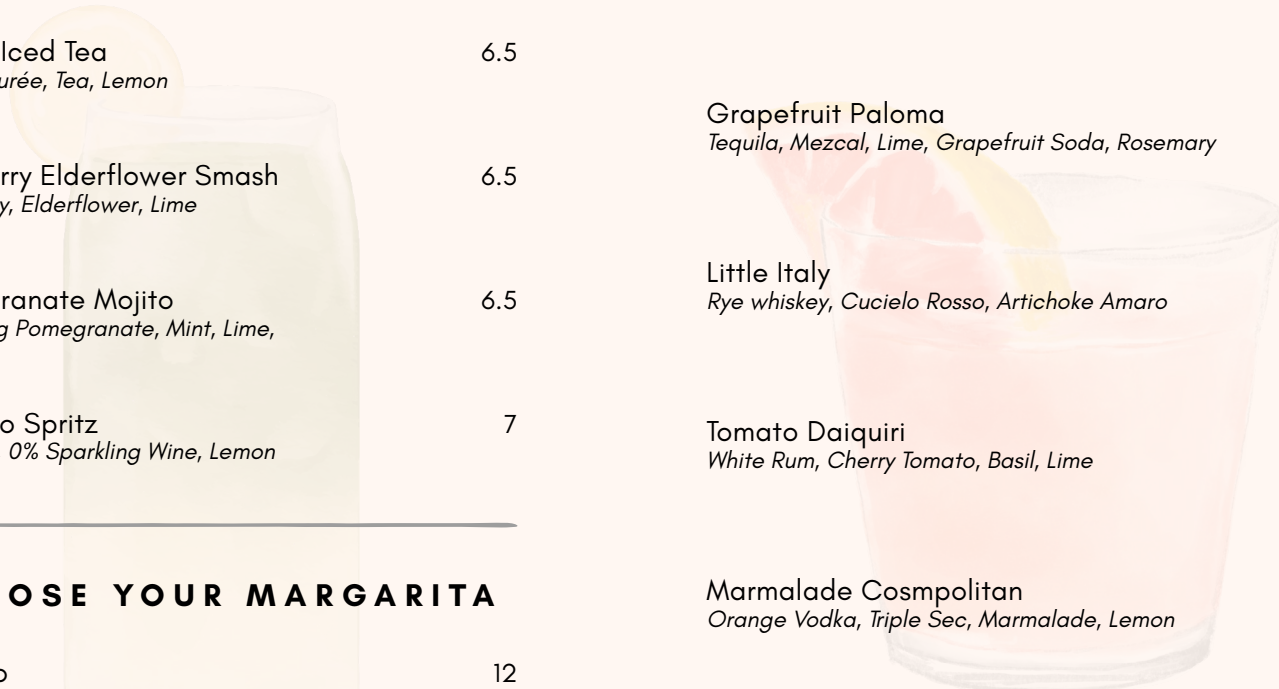 Iced Tea 6.5
urée, Tea, Lemon
rry Elderflower Smash 6.5
y, Elderflower, Lime
ranate Mojito 6.5
g Pomegranate, Mint, Lime,
o Spritz 7
0% Sparkling Wine, Lemon
OSE YOUR MARGARITA
o 12
Grapefruit Paloma
Tequila, Mezcal, Lime, Grapefruit Soda, Rosemary
Little Italy
Rye whiskey, Cucielo Rosso, Artichoke Amaro
Tomato Daiquiri
White Rum, Cherry Tomato, Basil, Lime
Marmalade Cosmpolitan
Orange Vodka, Triple Sec, Marmalade, Lemon